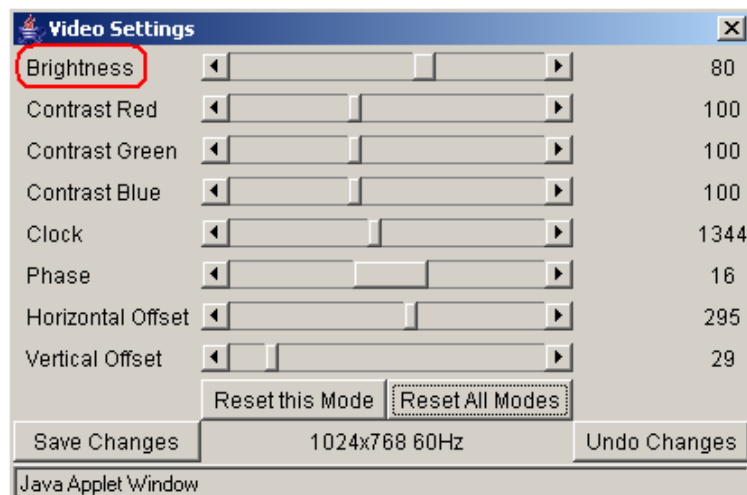 Video Settings
Brightness 80
Contrast Red 100
Contrast Green 100
Contrast Blue 100
Clock 1344
Phase 16
Horizontal Offset 295
Vertical Offset 29
Reset this Mode Reset All Modes
Save Changes 1024x768 60Hz Undo Changes
Java Applet Window